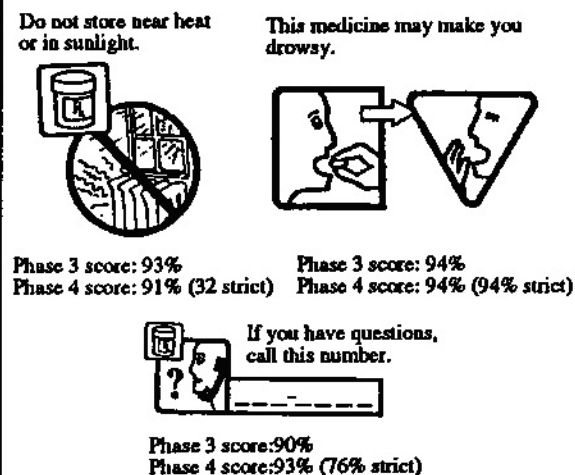 Do not store near heat
or in sunlight.
This medicine may make you
drowsy.
Phase 3 score: 93%
Phase 4 score: 91% (32 strict)
Phase 3 score: 94%
Phase 4 score: 94% (94% strict)
If you have questions,
call this number.
?
Phase 3 score:90%
Phase 4 score:93% (76% strict)